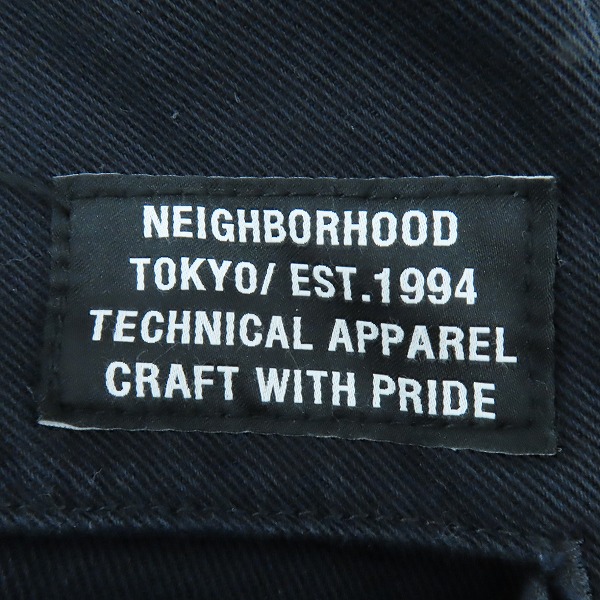 NEIGHBORHOOD
TOKYO/ EST.1994
TECHNICAL APPAREL
CRAFT WITH PRIDE